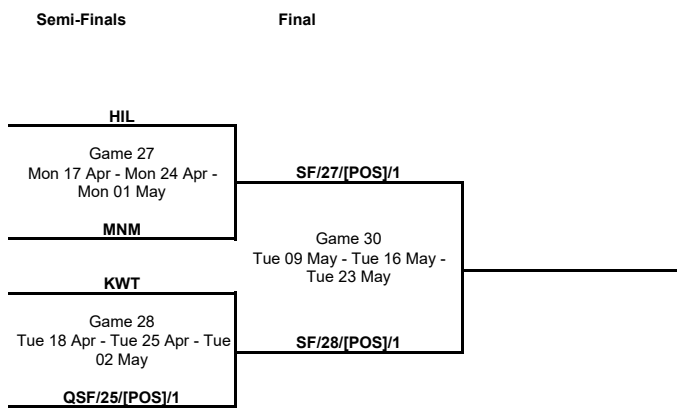 Semi-Finals
Final
HIL
Game 27
Mon 17 Apr - Mon 24 Apr -
Mon 01 May
MNM
SF/27/[POS]/1
Game 30
Tue 09 May - Tue 16 May -
Tue 23 May
KWT
Game 28
Tue 18 Apr - Tue 25 Apr - Tue
02 May
QSF/25/[POS]/1
SF/28/[POS]/1